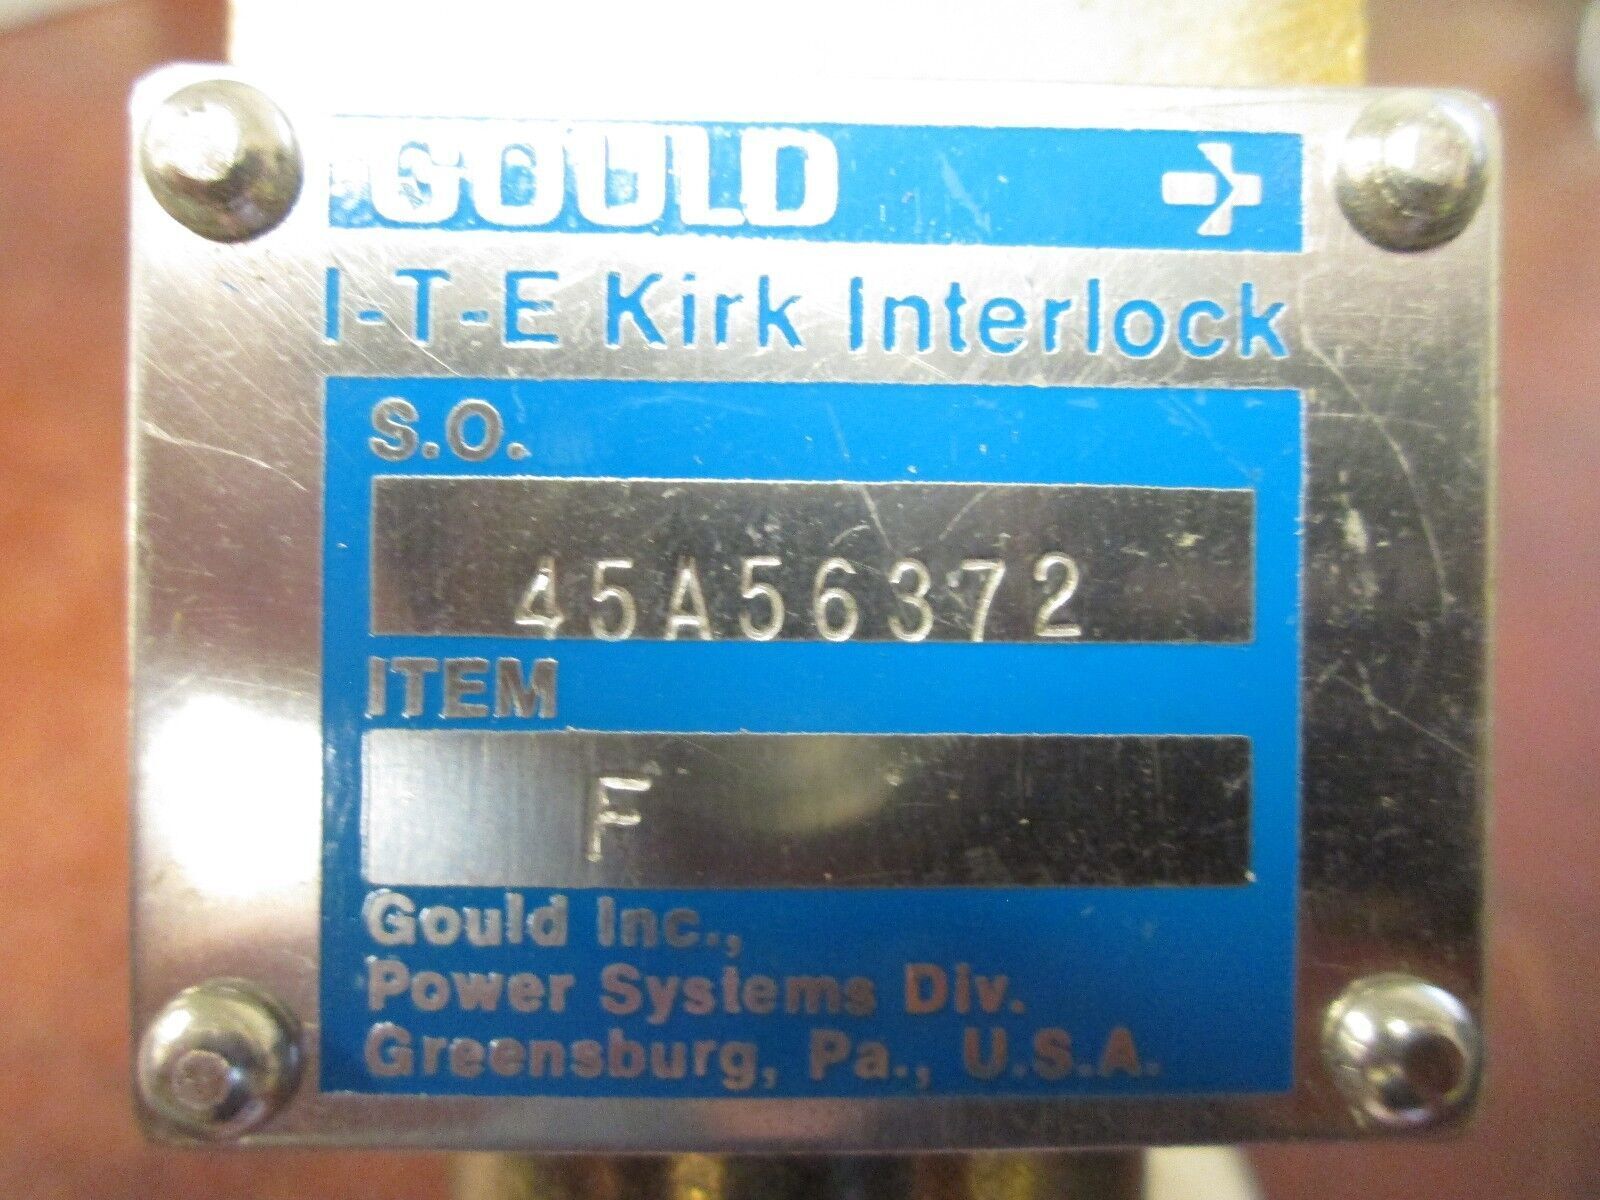 GOULD
I-T-E Kirk Interlock
S.O.
45A56372
ITEM
F
Gould Inc.,
Power Systems Div.
Greensburg, Pa., U.S.A.